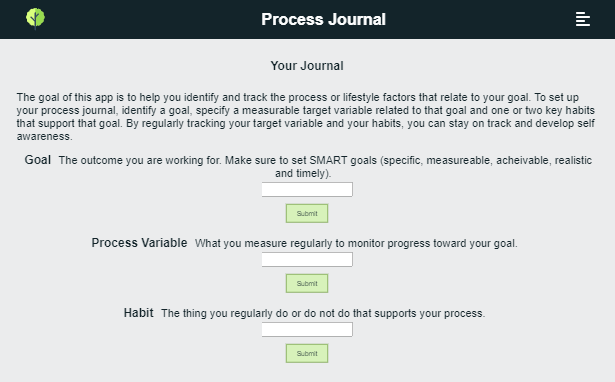 Process Journal
Your Journal
The goal of this app is to help you identify and track the process or lifestyle factors that relate to your goal. To set up
your process journal, identify a goal, specify a measurable target variable related to that goal and one or two key habits
that support that goal. By regularly tracking your target variable and your habits, you can stay on track and develop self
awareness.
Goal The outcome you are working for. Make sure to set SMART goals (specific, measureable, acheivable, realistic
and timely).
Submit
Process Variable What you measure regularly to monitor progress toward your goal.
Submit
Habit The thing you regularly do or do not do that supports your process.
Submit